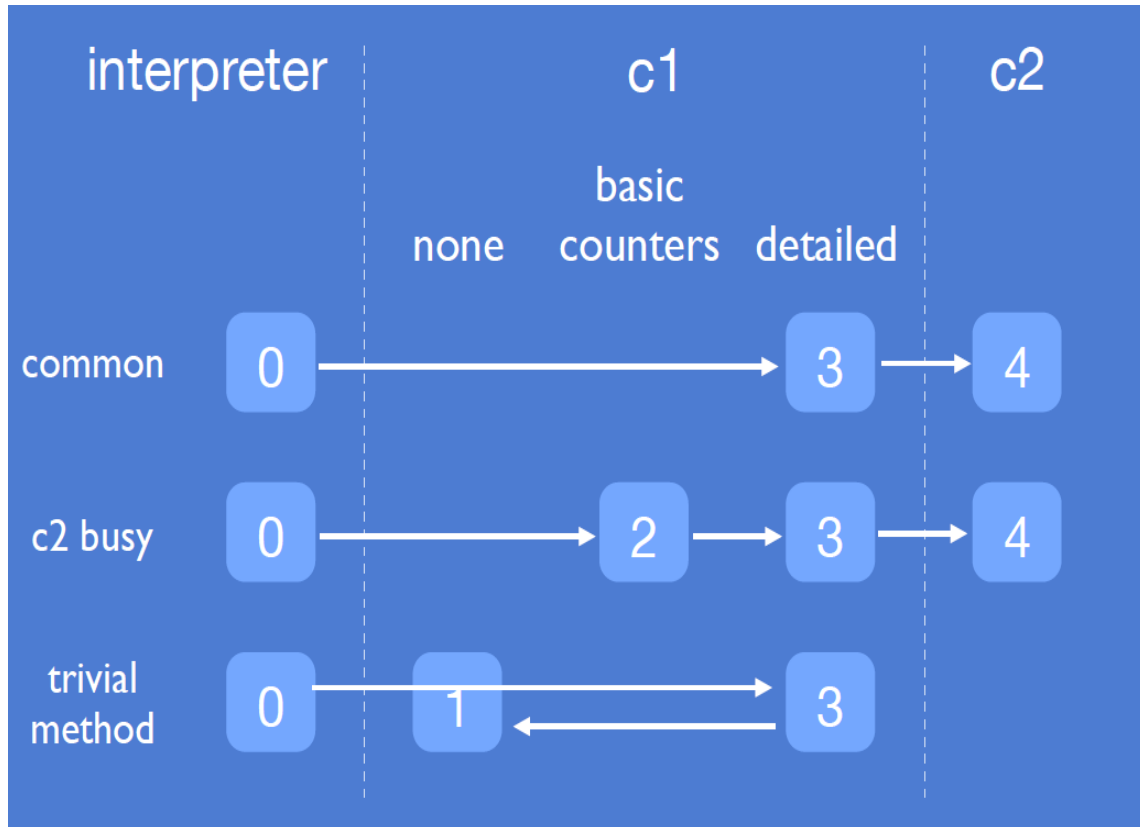 interpreter c1 c2
basic
none counters detailed
common 0 3 4
c2 busy 0 2 3 4
trivial
method 0 1 3